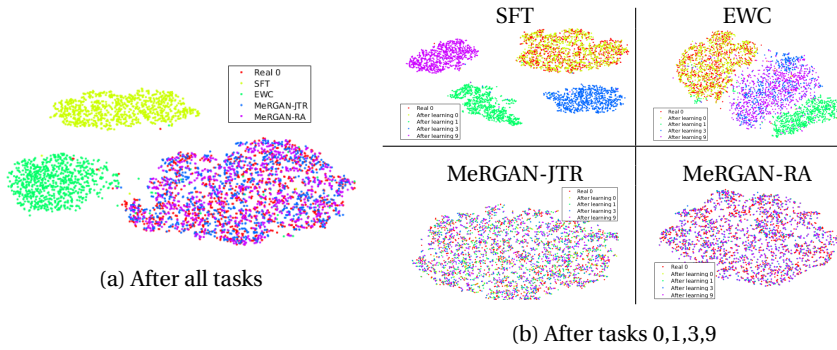 Real 0
SFT
EWC
MeRGAN-JTR
MeRGAN-RA
(a) After all tasks
SFT
Real 0
After learning 0
After learning 1
After learning 3
After learning 9
EWC
Real 0
After learning 0
After learning 1
After learning 3
After learning 9
MeRGAN-JTR
Real 0
After learning 0
After learning 1
After learning 3
After learning 9
MeRGAN-RA
Real 0
After learning 0
After learning 1
After learning 3
After learning 9
(b) After tasks 0,1,3,9